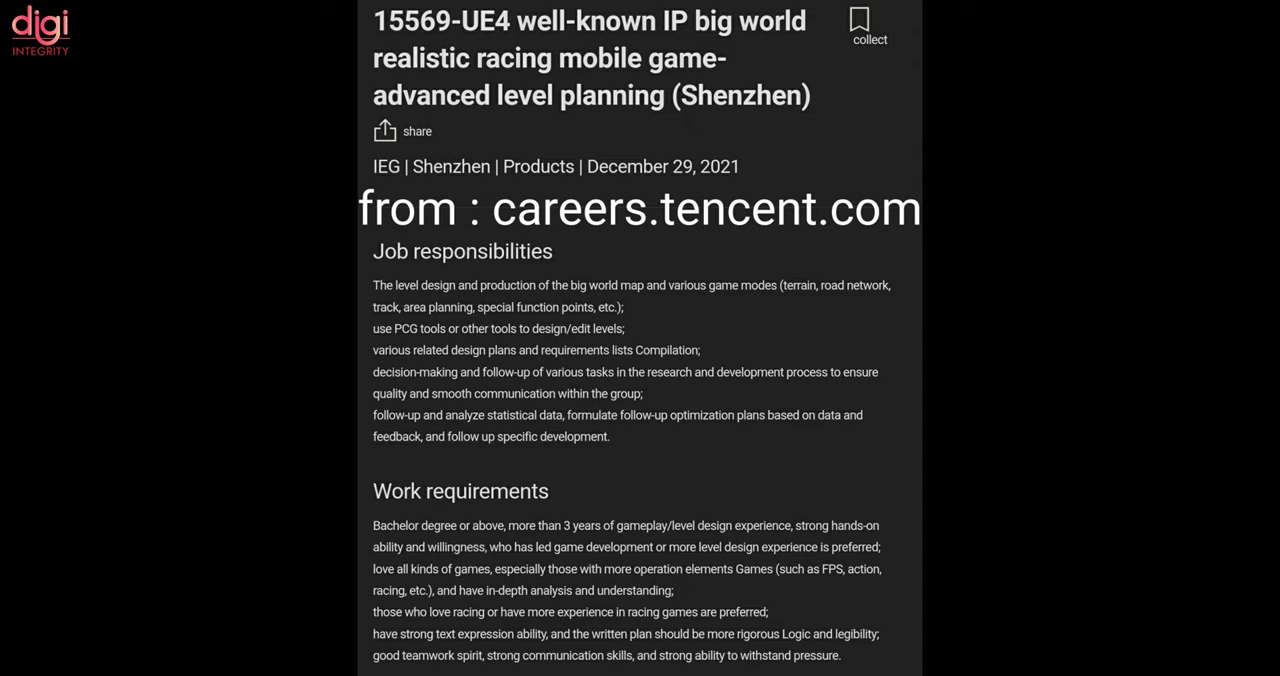 digi
INTEGRITY
15569-UE4 well-known IP big world
realistic racing mobile game-
advanced level planning (Shenzhen)
collect
share
IEG | Shenzhen | Products | December 29, 2021
from : careers.tencent.com
Job responsibilities
The level design and production of the big world map and various game modes (terrain, road network,
track, area planning, special function points, etc.);
use PCG tools or other tools to design/edit levels;
various related design plans and requirements lists Compilation;
decision-making and follow-up of various tasks in the research and development process to ensure
quality and smooth communication within the group;
follow-up and analyze statistical data, formulate follow-up optimization plans based on data and
feedback, and follow up specific development.
Work requirements
Bachelor degree or above, more than 3 years of gameplay/level design experience, strong hands-on
ability and willingness, who has led game development or more level design experience is preferred;
love all kinds of games, especially those with more operation elements Games (such as FPS, action,
racing, etc.), and have in-depth analysis and understanding;
those who love racing or have more experience in racing games are preferred;
have strong text expression ability, and the written plan should be more rigorous Logic and legibility;
good teamwork spirit, strong communication skills, and strong ability to withstand pressure.